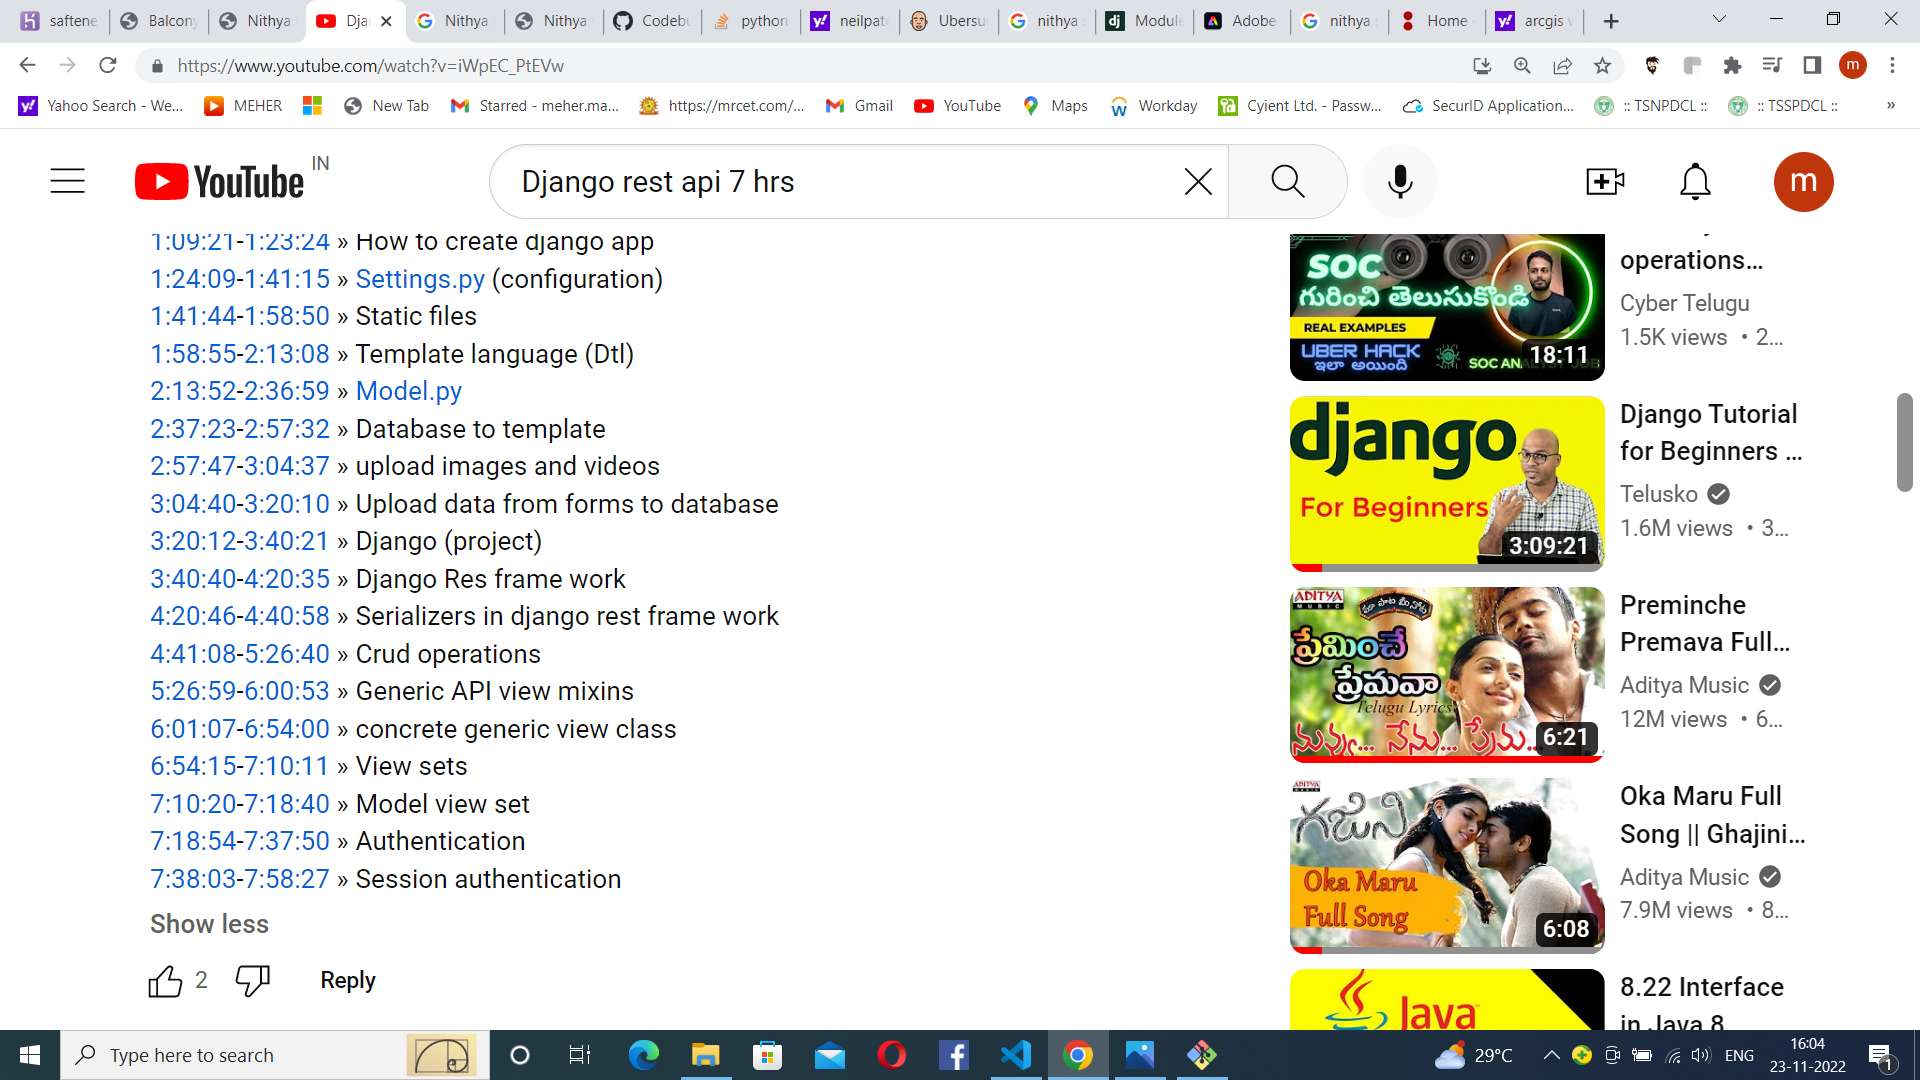 saftene
Balcony
Nithya
Dja
Nithya
Nithya
Codebu
python
neilpate
Ubersu
nithya s
Module
Adobe
nithya s
Home -
arcgis v
https://www.youtube.com/watch?v=iWpEC_PtEVw
m
Yahoo Search - We...
MEHER
New Tab
Starred - meher.ma...
https://mrcet.com/...
Gmail
YouTube
Maps
Workday
Cyient Ltd. - Passw...
SecurID Application...
:: TSNPDCL ::
:: TSSPDCL ::
»
YouTube IN
Django rest api 7 hrs
m
1:09:21-1:23:24 » How to create django app
1:24:09-1:41:15 » Settings.py (configuration)
1:41:44-1:58:50 » Static files
1:58:55-2:13:08 » Template language (Dtl)
2:13:52-2:36:59 » Model.py
2:37:23-2:57:32 » Database to template
2:57:47-3:04:37 » upload images and videos
3:04:40-3:20:10 » Upload data from forms to database
3:20:12-3:40:21 » Django (project)
3:40:40-4:20:35 » Django Res frame work
4:20:46-4:40:58 » Serializers in django rest frame work
4:41:08-5:26:40 » Crud operations
5:26:59-6:00:53 » Generic API view mixins
6:01:07-6:54:00 » concrete generic view class
6:54:15-7:10:11 » View sets
7:10:20-7:18:40 » Model view set
7:18:54-7:37:50 » Authentication
7:38:03-7:58:27 » Session authentication
Show less
2
Reply
SOC
గురించి తెలుసుకోండి
REAL EXAMPLES
UBER HACK
ఇలా అయింది
SOC ANALYST JOB
18:11
operations...
Cyber Telugu
1.5K views • 2...
django
For Beginners
3:09:21
Django Tutorial
for Beginners ...
Telusko
1.6M views • 3...
ADITYA
MUSIC
ప్రేమించే
ప్రేమవా
Telugu Lyrics
నువ్వు... నేను... ప్రేమ...
6:21
Preminche
Premava Full...
Aditya Music
12M views • 6...
ADITYA
MUSIC
గజిని
Oka Maru
Full Song
6:08
Oka Maru Full
Song || Ghajini...
Aditya Music
7.9M views • 8...
Java
8.22 Interface
in Java 8
Type here to search
29°C
ENG
16:04
23-11-2022
1